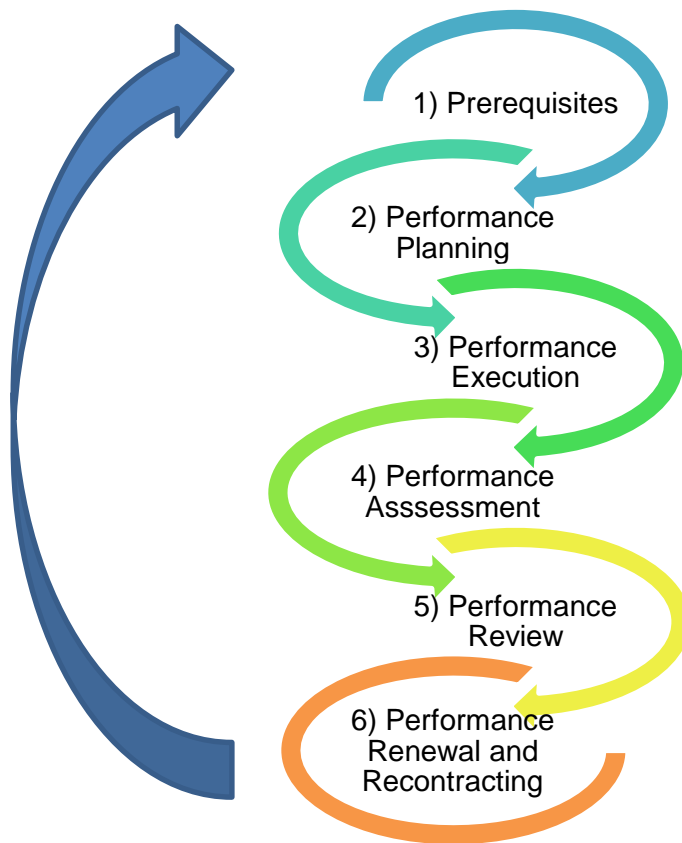 1) Prerequisites
2) Performance
Planning
3) Performance
Execution
4) Performance
Asssessment
5) Performance
Review
6) Performance
Renewal and
Recontracting